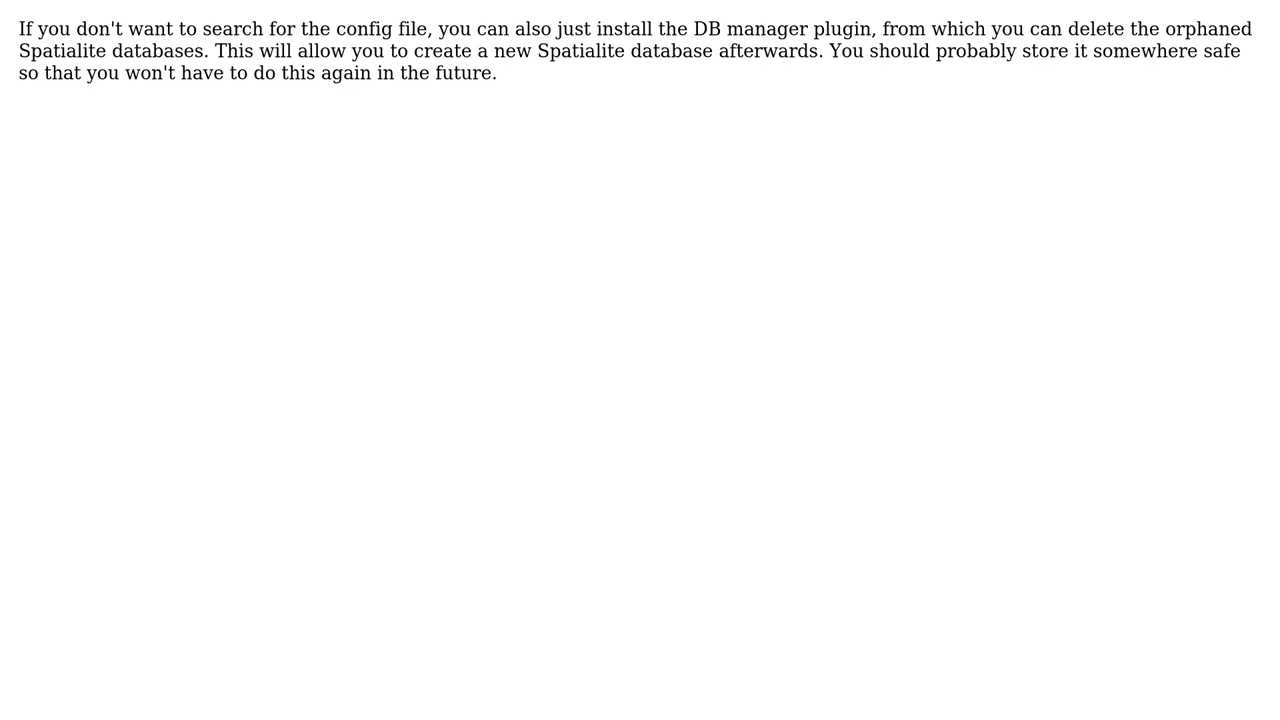 If you don't want to search for the config file, you can also just install the DB manager plugin, from which you can delete the orphaned
Spatialite databases. This will allow you to create a new Spatialite database afterwards. You should probably store it somewhere safe
so that you won't have to do this again in the future.